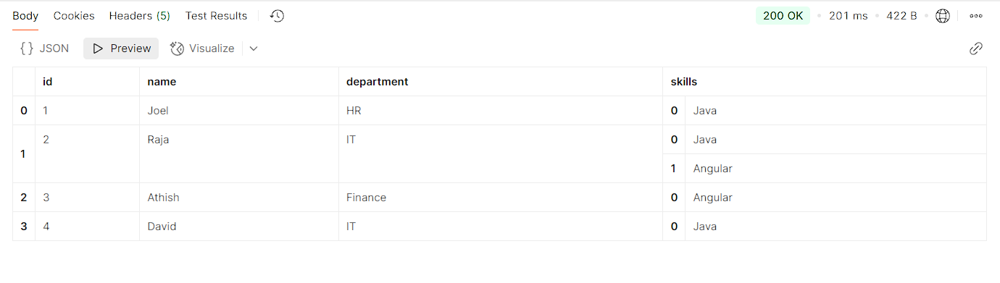 Body Cookies Headers (5) Test Results 200 OK 201 ms 422 B
{} JSON Preview Visualize
id name department skills
0 1 Joel HR 0 Java
1 2 Raja IT 0 Java
1 Angular
2 3 Athish Finance 0 Angular
3 4 David IT 0 Java